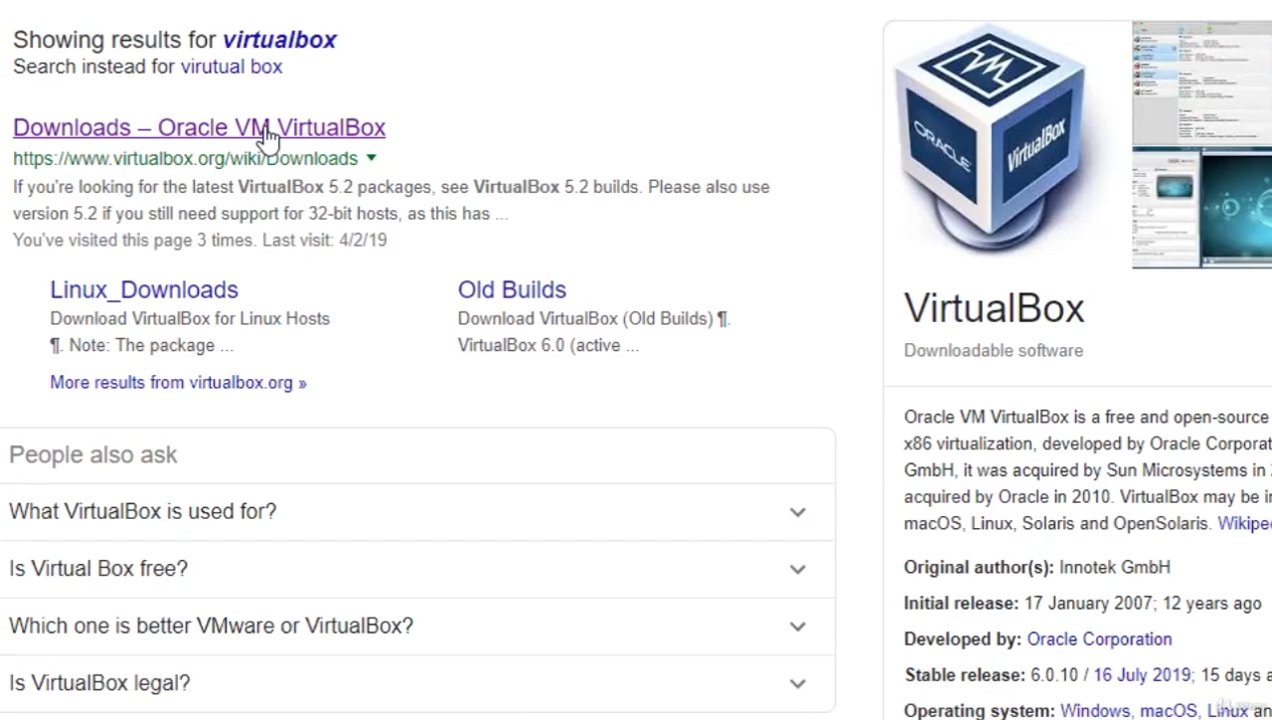 Showing results for virtualbox
Search instead for virutual box
Downloads – Oracle VM VirtualBox
https://www.virtualbox.org/wiki/Downloads
If you're looking for the latest VirtualBox 5.2 packages, see VirtualBox 5.2 builds. Please also use
version 5.2 if you still need support for 32-bit hosts, as this has ...
You've visited this page 3 times. Last visit: 4/2/19
Linux_Downloads
Download VirtualBox for Linux Hosts
¶. Note: The package ...
Old Builds
Download VirtualBox (Old Builds) ¶.
VirtualBox 6.0 (active ...
More results from virtualbox.org »
People also ask
What VirtualBox is used for?
Is Virtual Box free?
Which one is better VMware or VirtualBox?
Is VirtualBox legal?
ORACLE
VirtualBox
VirtualBox
Downloadable software
Oracle VM VirtualBox is a free and open-source
x86 virtualization, developed by Oracle Corporat
GmbH, it was acquired by Sun Microsystems in
acquired by Oracle in 2010. VirtualBox may be in
macOS, Linux, Solaris and OpenSolaris. Wikipe
Original author(s): Innotek GmbH
Initial release: 17 January 2007; 12 years ago
Developed by: Oracle Corporation
Stable release: 6.0.10 / 16 July 2019; 15 days a
Operating system: Windows, macOS, Linux an